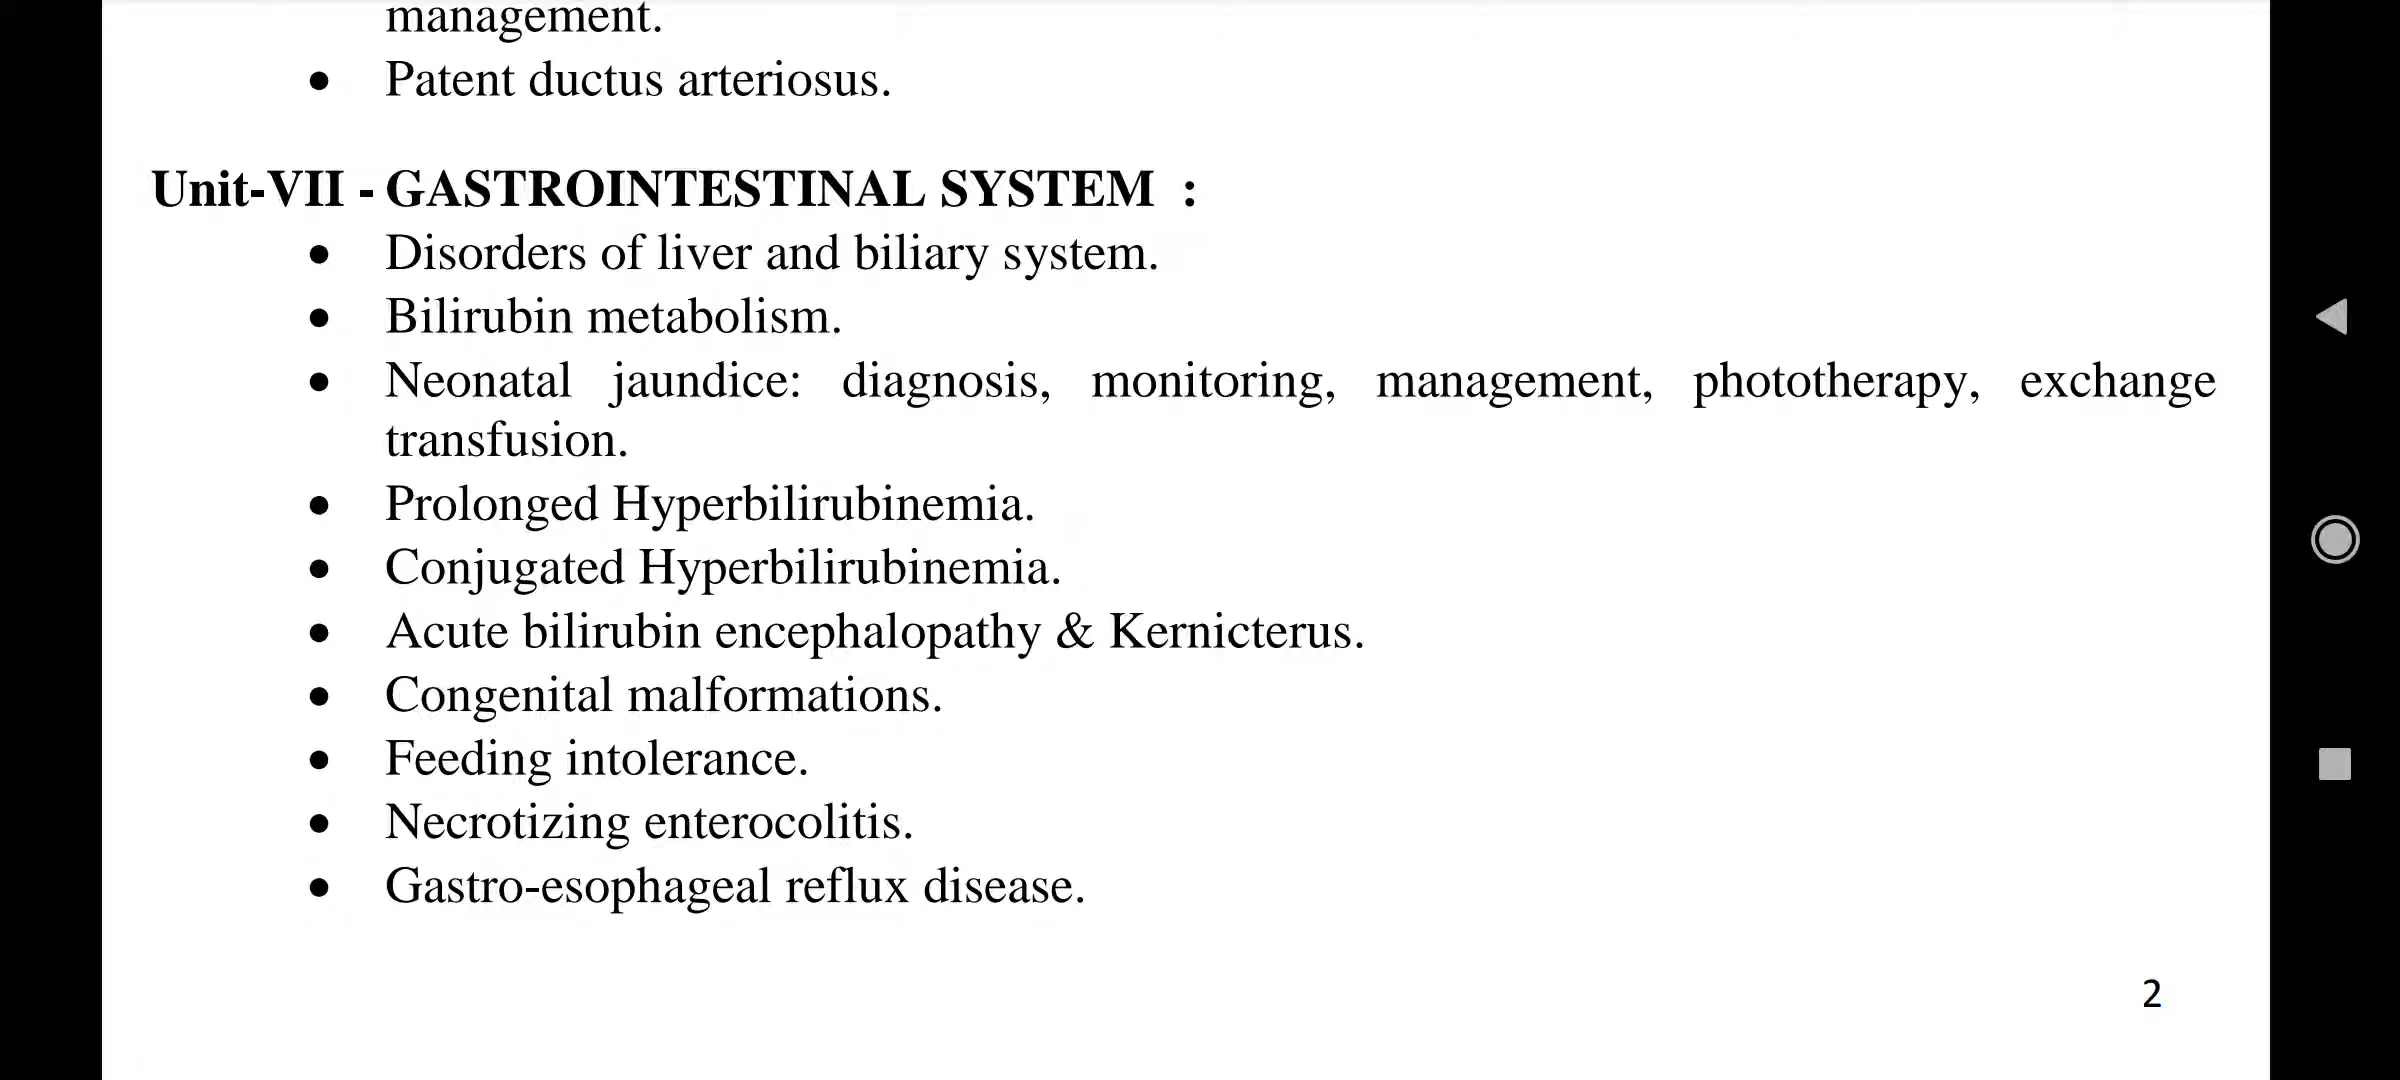 management.
• Patent ductus arteriosus.
Unit-VII - GASTROINTESTINAL SYSTEM :
• Disorders of liver and biliary system.
• Bilirubin metabolism.
• Neonatal jaundice: diagnosis, monitoring, management, phototherapy, exchange
transfusion.
• Prolonged Hyperbilirubinemia.
• Conjugated Hyperbilirubinemia.
• Acute bilirubin encephalopathy & Kernicterus.
• Congenital malformations.
• Feeding intolerance.
• Necrotizing enterocolitis.
• Gastro-esophageal reflux disease.
2